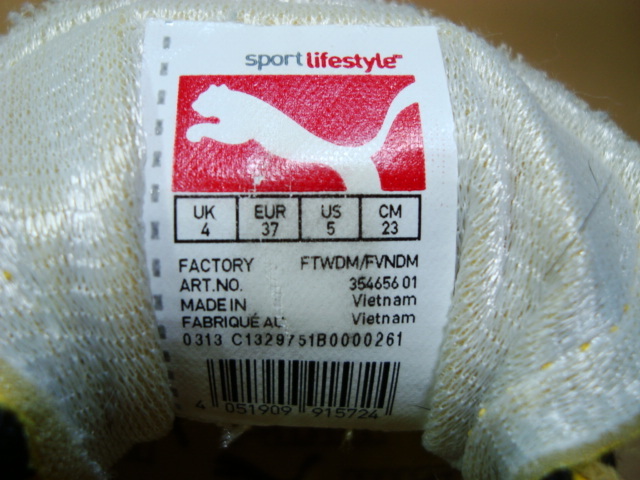 sport lifestyle™
UK EUR US CM
4 37 5 23
FACTORY FTWDM/FVNDM
ART.NO. 354656 01
MADE IN Vietnam
FABRIQUÉ AU Vietnam
0313 C1329751B0000261
4 051909 915724